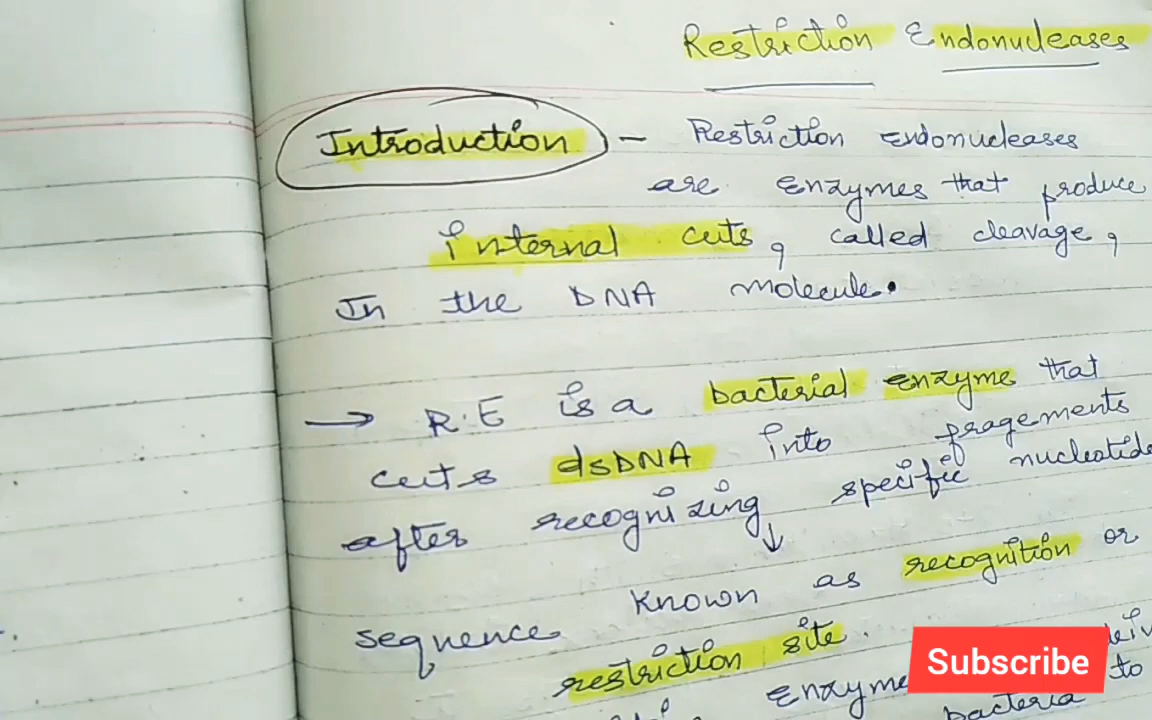 Restriction Endonucleases
Introduction - Restriction endonucleases
are enzymes that produce
internal cuts, called cleavage,
In the DNA molecule.
→ R.E is a bacterial enzyme that
cuts dsDNA into fragements
after recognizing specific nucleotide
sequence known as recognition or
restriction site.
enzyme
bacteria to
Subscribe